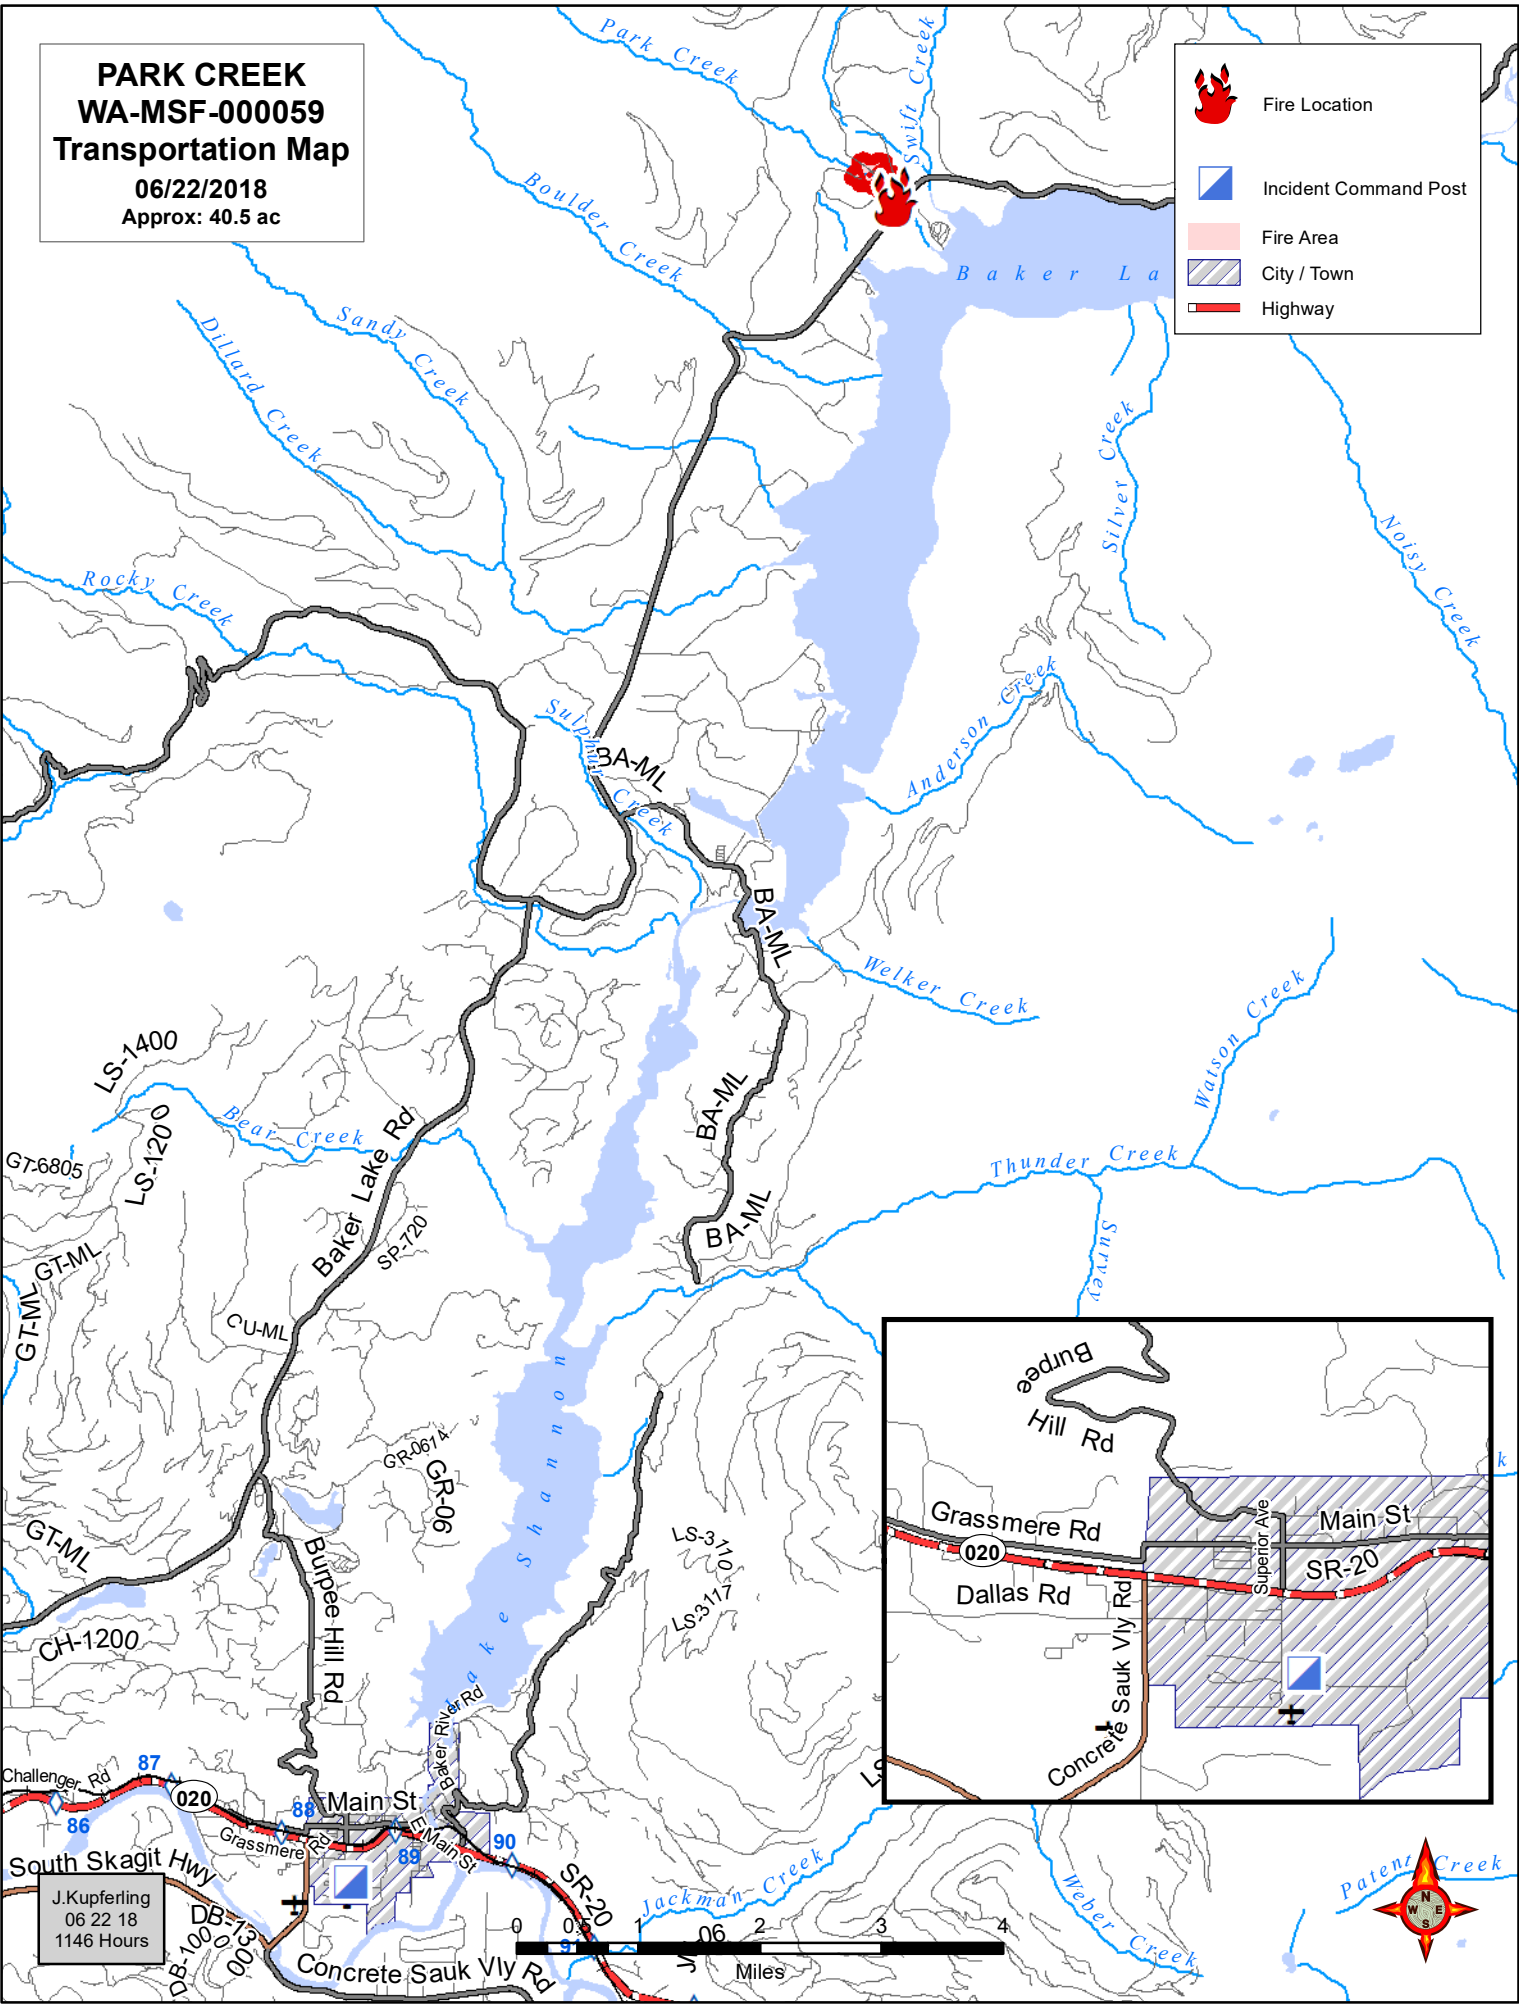 PARK CREEK
WA-MSF-000059
Transportation Map
06/22/2018
Approx: 40.5 ac
Fire Location
Incident Command Post
Fire Area
City / Town
Highway
Park Creek
Swift Creek
Boulder Creek
Baker La
Sandy Creek
Dillard Creek
Silver Creek
Noisy Creek
Rocky Creek
Anderson Creek
Sulphur Creek
BA-ML
BA-ML
Welker Creek
Watson Creek
LS-1400
BA-ML
LS-1200
Bear Creek
Baker Lake Rd
GT-6805
Thunder Creek
BA-ML
SP-720
Survey
GT-ML
GT-ML
CU-ML
Lake Shannon
GR-0614
GR-06
GT-ML
LS-3110
LS-3117
Burpee Hill Rd
CH-1200
Baker River Rd
Burpee
Hill Rd
k
Grassmere Rd
Main St
020
Superior Ave
SR-20
Dallas Rd
Concrete Sauk Vly Rd
LS
87
Challenger Rd
020
86
88
Main St
Grassmere Rd
89
E Main St
90
South Skagit Hwy
SR-20
Jackman Creek
Weber Creek
Patent Creek
N
W E
S
J.Kupferling
06 22 18
1146 Hours
DB-1300
DB-1000
Concrete Sauk Vly Rd
0 0.5 1 2 3 4
91
Miles